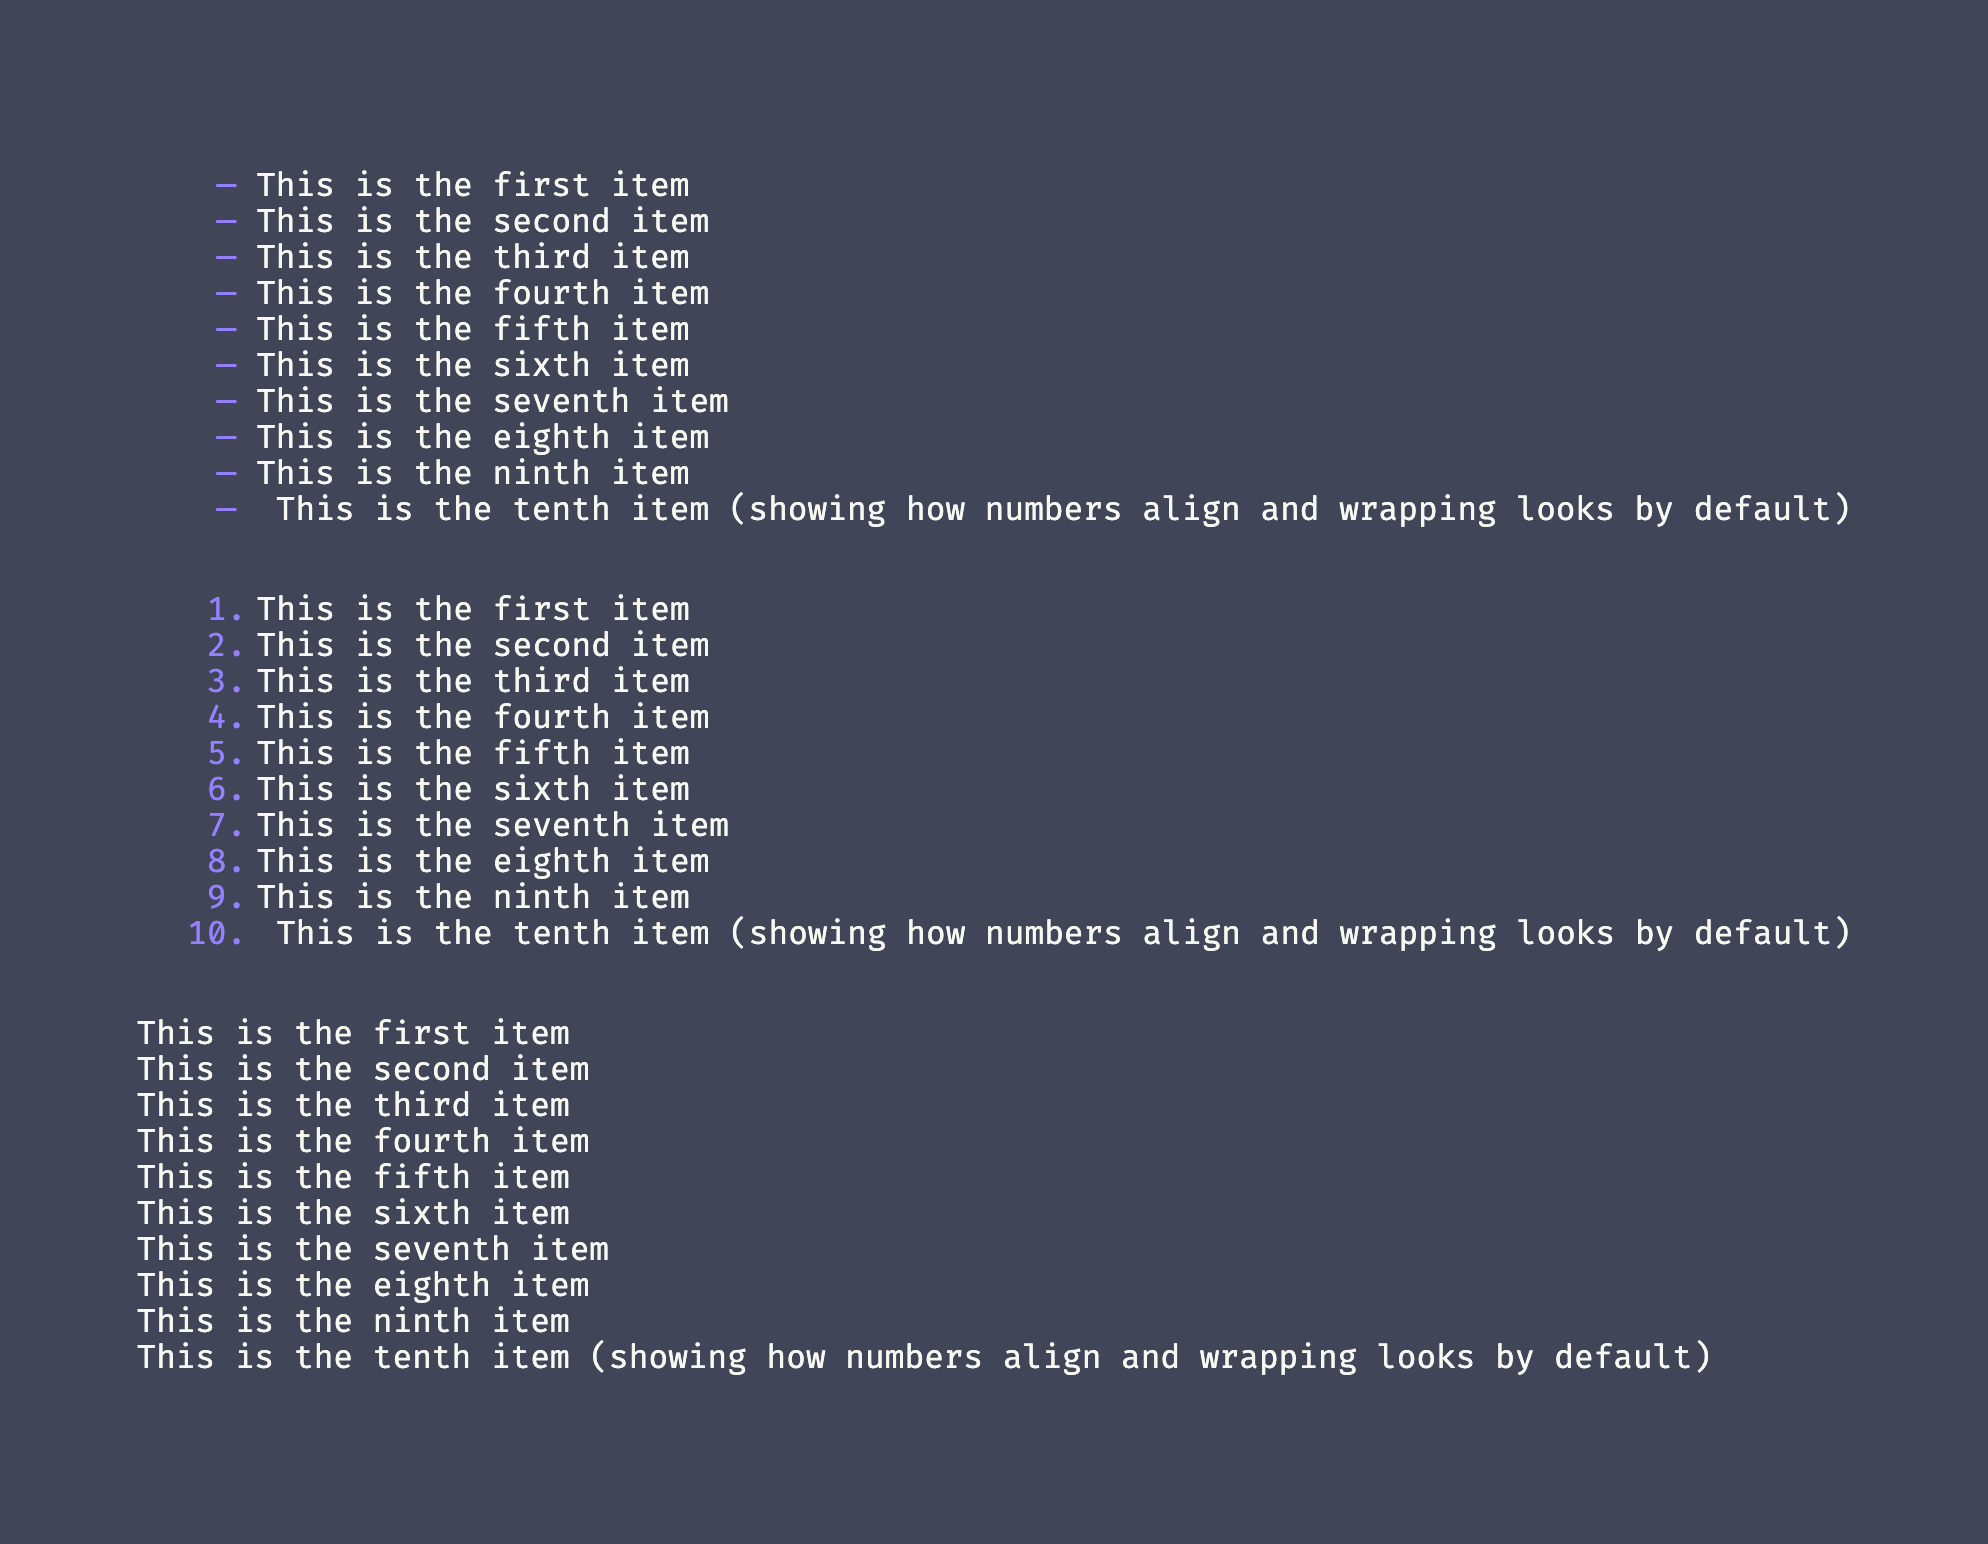 – This is the first item
– This is the second item
– This is the third item
– This is the fourth item
– This is the fifth item
– This is the sixth item
– This is the seventh item
– This is the eighth item
– This is the ninth item
– This is the tenth item (showing how numbers align and wrapping looks by default)
1. This is the first item
2. This is the second item
3. This is the third item
4. This is the fourth item
5. This is the fifth item
6. This is the sixth item
7. This is the seventh item
8. This is the eighth item
9. This is the ninth item
10. This is the tenth item (showing how numbers align and wrapping looks by default)
This is the first item
This is the second item
This is the third item
This is the fourth item
This is the fifth item
This is the sixth item
This is the seventh item
This is the eighth item
This is the ninth item
This is the tenth item (showing how numbers align and wrapping looks by default)